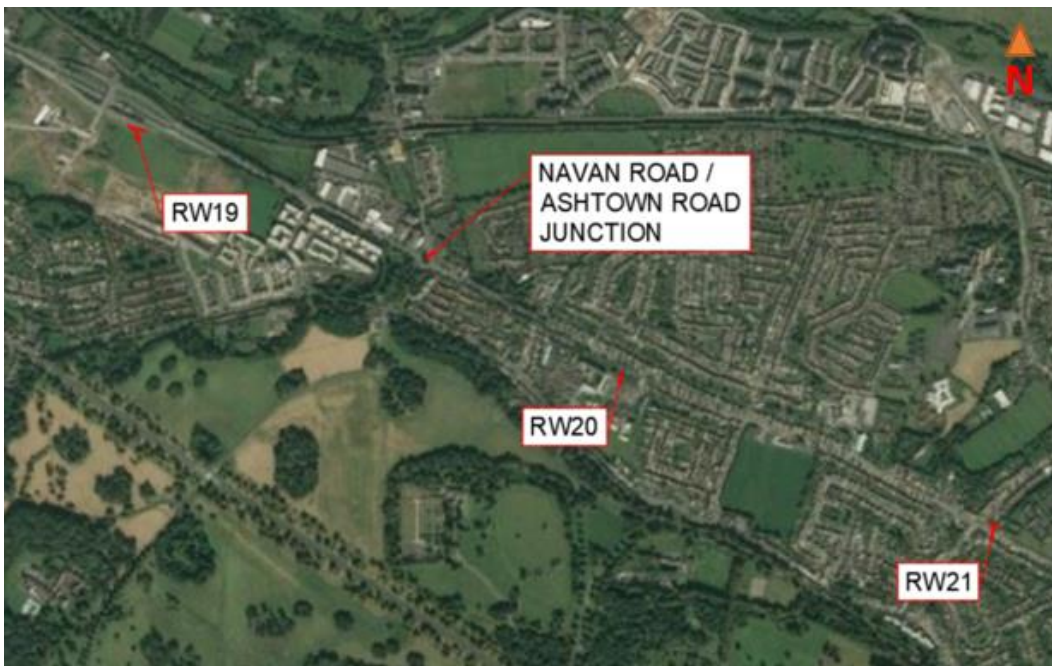 N
NAVAN ROAD /
ASHTOWN ROAD
JUNCTION
RW19
RW20
RW21